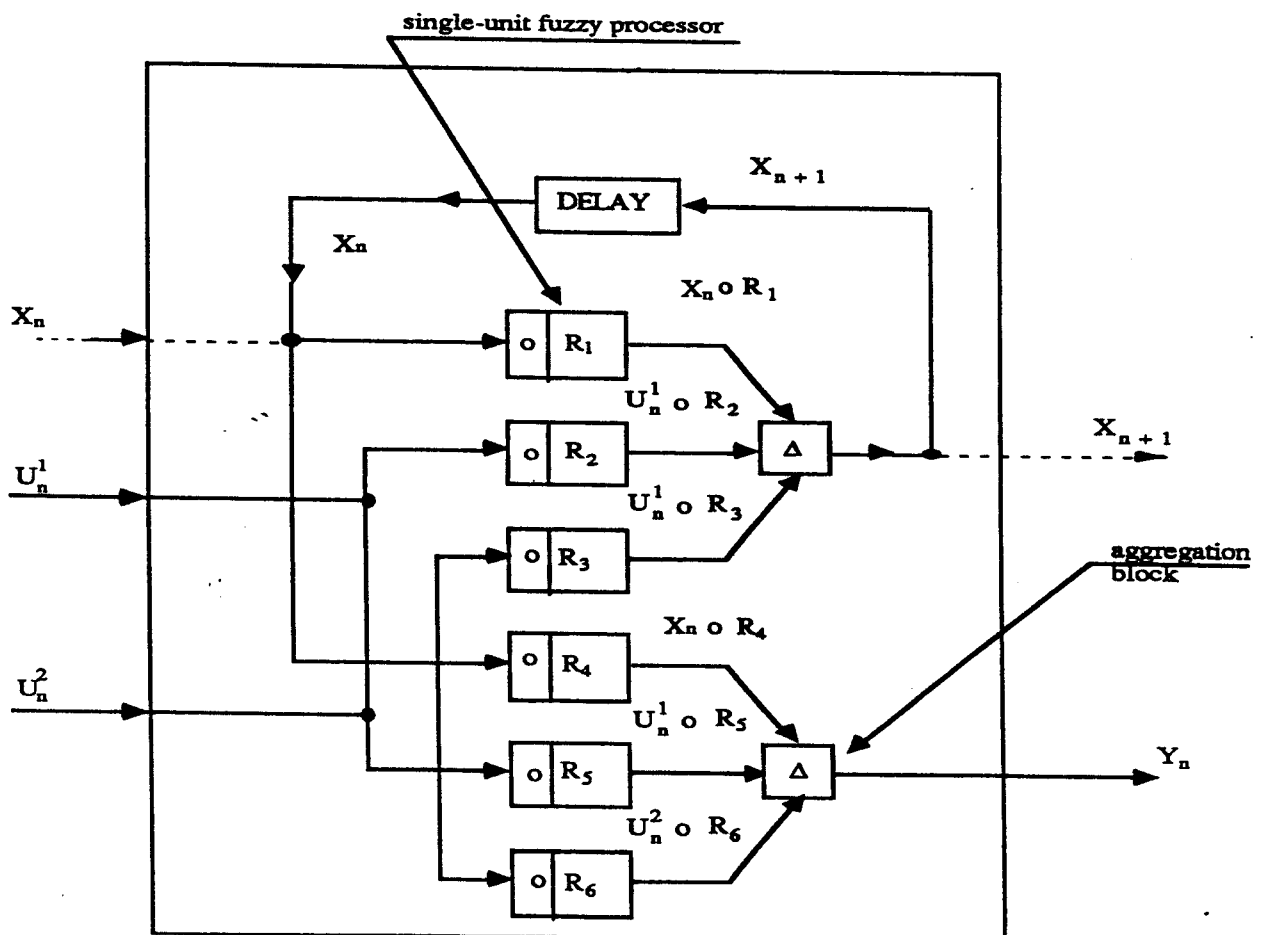 single-unit fuzzy processor
X_{n+1}
DELAY
X_n
X_n o R_1
X_n
o R_1
U_n^1 o R_2
X_{n+1}
o R_2
Δ
U_n^1
U_n^1 o R_3
o R_3
aggregation
block
X_n o R_4
o R_4
U_n^2
U_n^1 o R_5
Y_n
o R_5
Δ
U_n^2 o R_6
o R_6